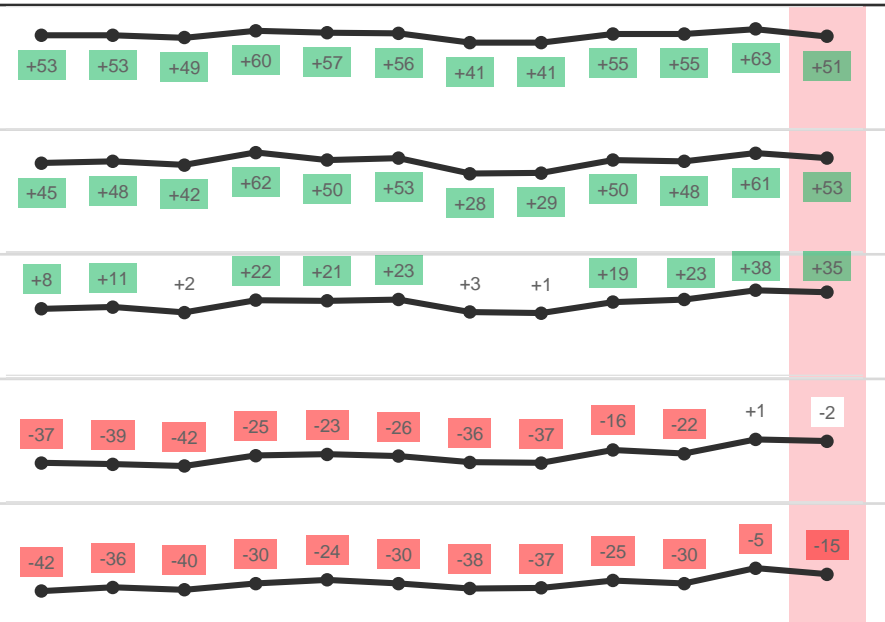 +53 +53 +49 +60 +57 +56 +41 +41 +55 +55 +63 +51
+45 +48 +42 +62 +50 +53 +28 +29 +50 +48 +61 +53
+8 +11 +2 +22 +21 +23 +3 +1 +19 +23 +38 +35
-37 -39 -42 -25 -23 -26 -36 -37 -16 -22 +1 -2
-42 -36 -40 -30 -24 -30 -38 -37 -25 -30 -5 -15